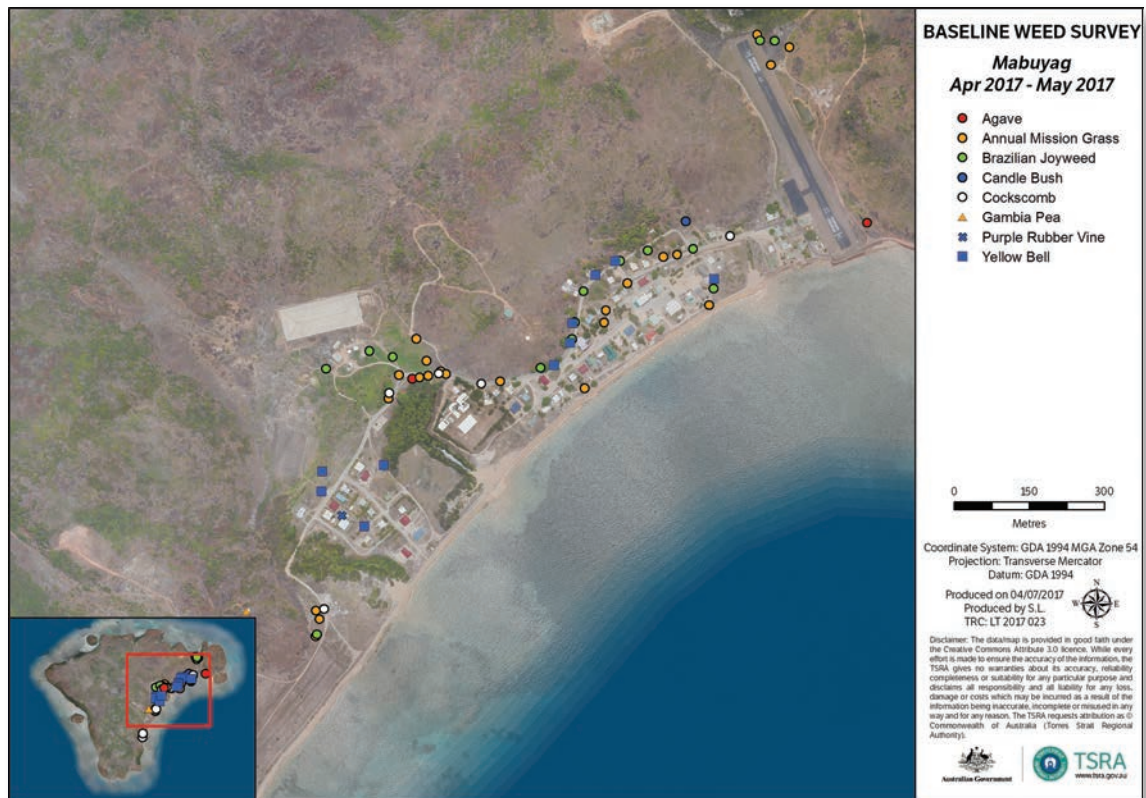 BASELINE WEED SURVEY
Mabuyag
Apr 2017 - May 2017
Agave
Annual Mission Grass
Brazilian Joyweed
Candle Bush
Cockscomb
Gambia Pea
Purple Rubber Vine
Yellow Bell
0 150 300
Metres
Coordinate System: GDA 1994 MGA Zone 54
Projection: Transverse Mercator
Datum: GDA 1994
Produced on 04/07/2017
Produced by S.L.
TRC: LT 2017 023
N
W E
S
Disclaimer: The data/map is provided in good faith under
the Creative Commons Attribute 3.0 licence. While every
effort is made to ensure the accuracy of the information, the
TSRA gives no warranties about its accuracy, reliability
completeness or suitability for any particular purpose and
disclaims all responsibility and all liability for any loss,
damage or costs which may be incurred as a result of the
information being inaccurate, incomplete or misused in any
way and for any reason. The TSRA requests attribution as ©
Commonwealth of Australia (Torres Strait Regional
Authority).
Australian Government
TSRA
www.tsra.gov.au